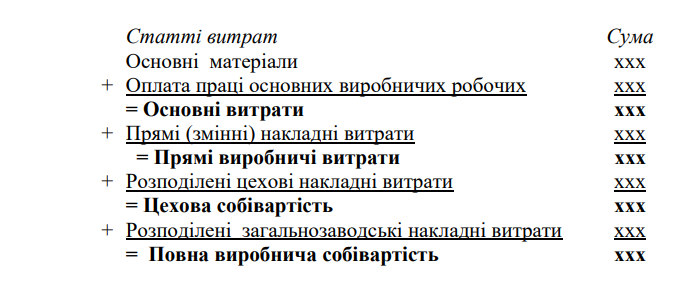 Статті витрат Сума
Основні матеріали ххх
+ Оплата праці основних виробничих робочих ххх
= Основні витрати ххх
+ Прямі (змінні) накладні витрати ххх
= Прямі виробничі витрати ххх
+ Розподілені цехові накладні витрати ххх
= Цехова собівартість ххх
+ Розподілені загальнозаводські накладні витрати ххх
= Повна виробнича собівартість ххх